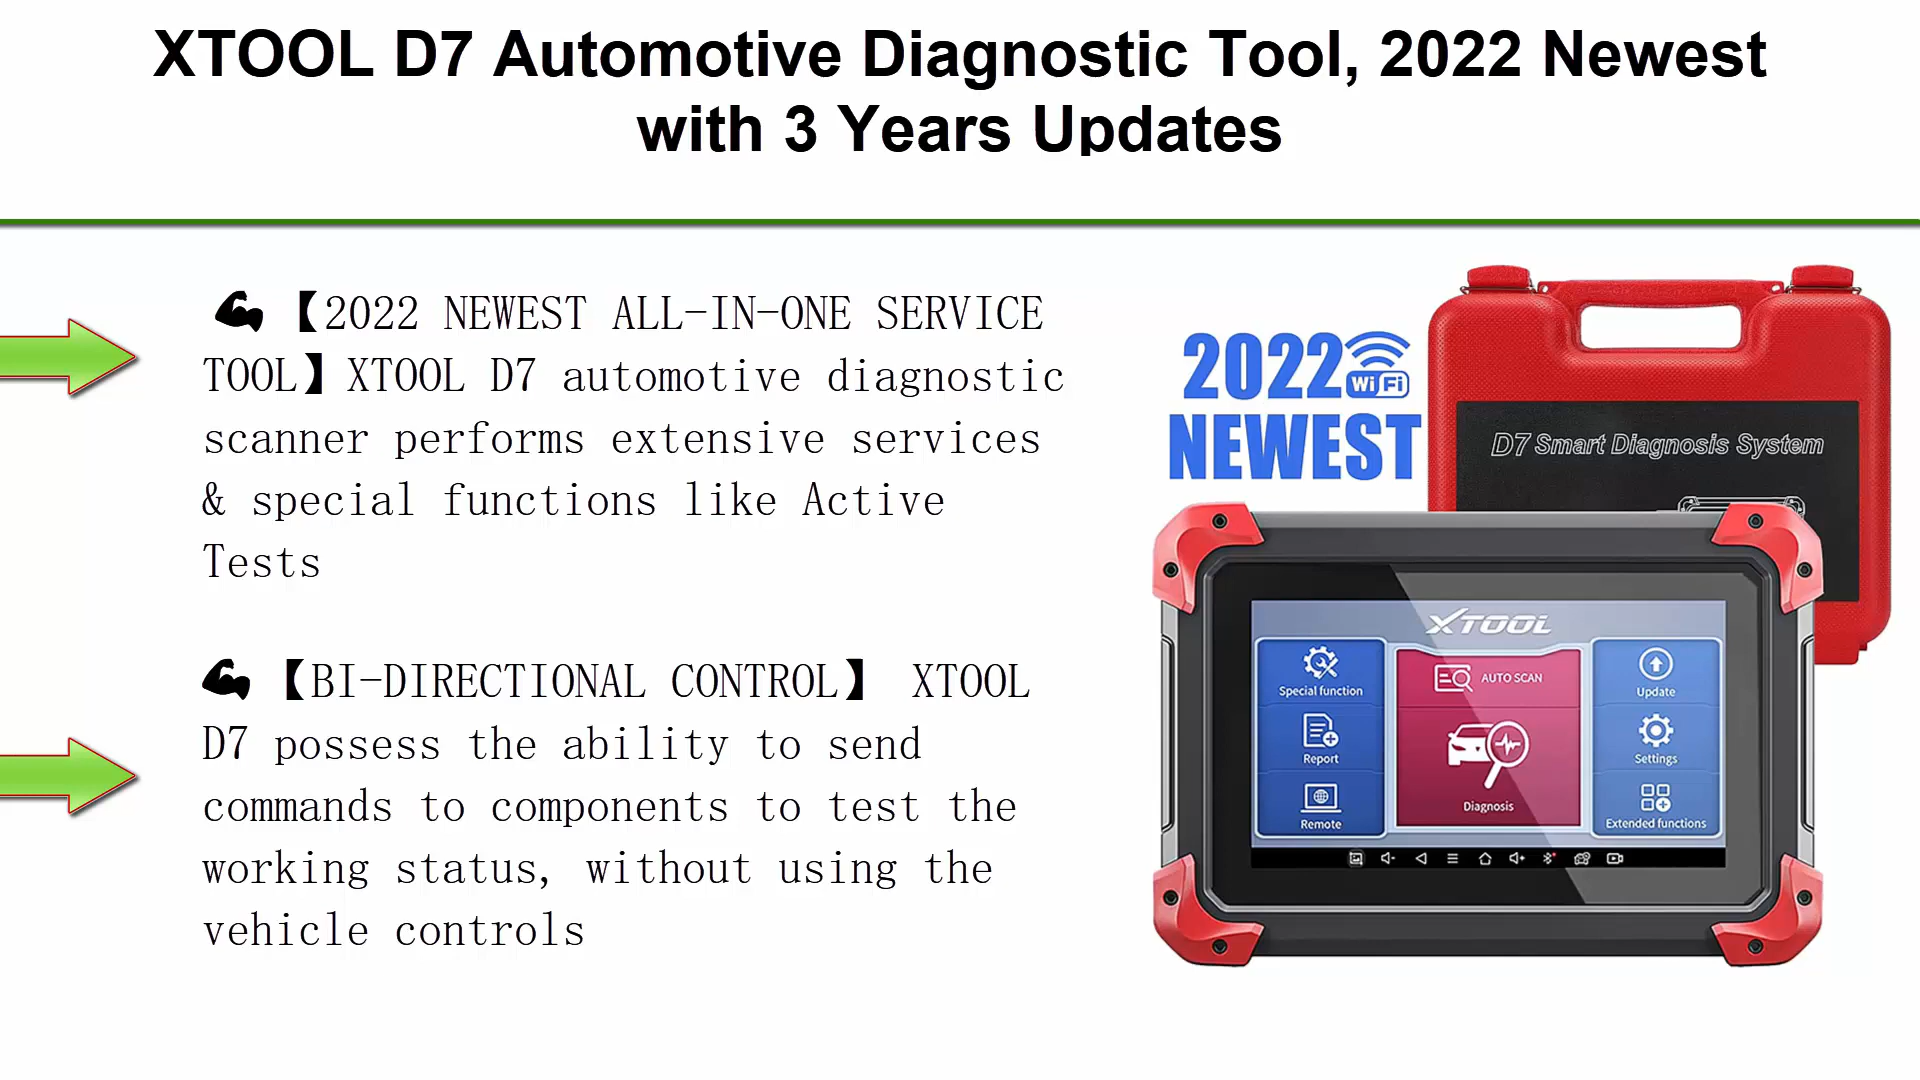 XTOOL D7 Automotive Diagnostic Tool, 2022 Newest
with 3 Years Updates
💪【2022 NEWEST ALL-IN-ONE SERVICE
TOOL】XTOOL D7 automotive diagnostic
scanner performs extensive services
& special functions like Active
Tests
💪【BI-DIRECTIONAL CONTROL】 XTOOL
D7 possess the ability to send
commands to components to test the
working status, without using the
vehicle controls
2022 WiFi
NEWEST
D7 Smart Diagnosis System
XTOOL
Special function
Report
Remote
AUTO SCAN
Diagnosis
Update
Settings
Extended functions